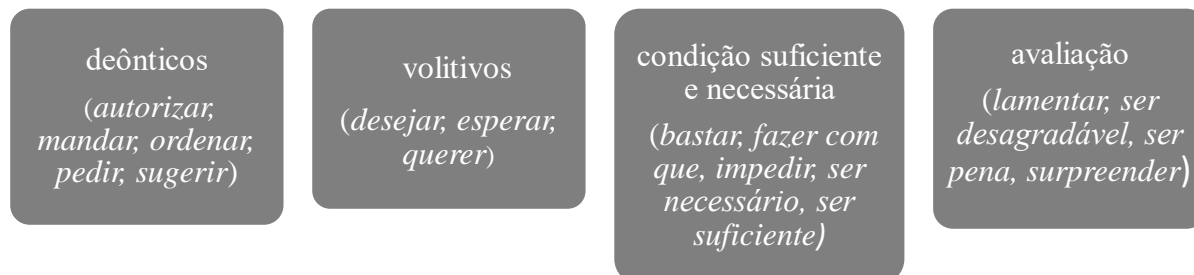 deônticos
(autorizar,
mandar, ordenar,
pedir, sugerir)
volitivos
(desejar, esperar,
querer)
condição suficiente
e necessária
(bastar, fazer com
que, impedir, ser
necessário, ser
suficiente)
avaliação
(lamentar, ser
desagradável, ser
pena, surpreender)